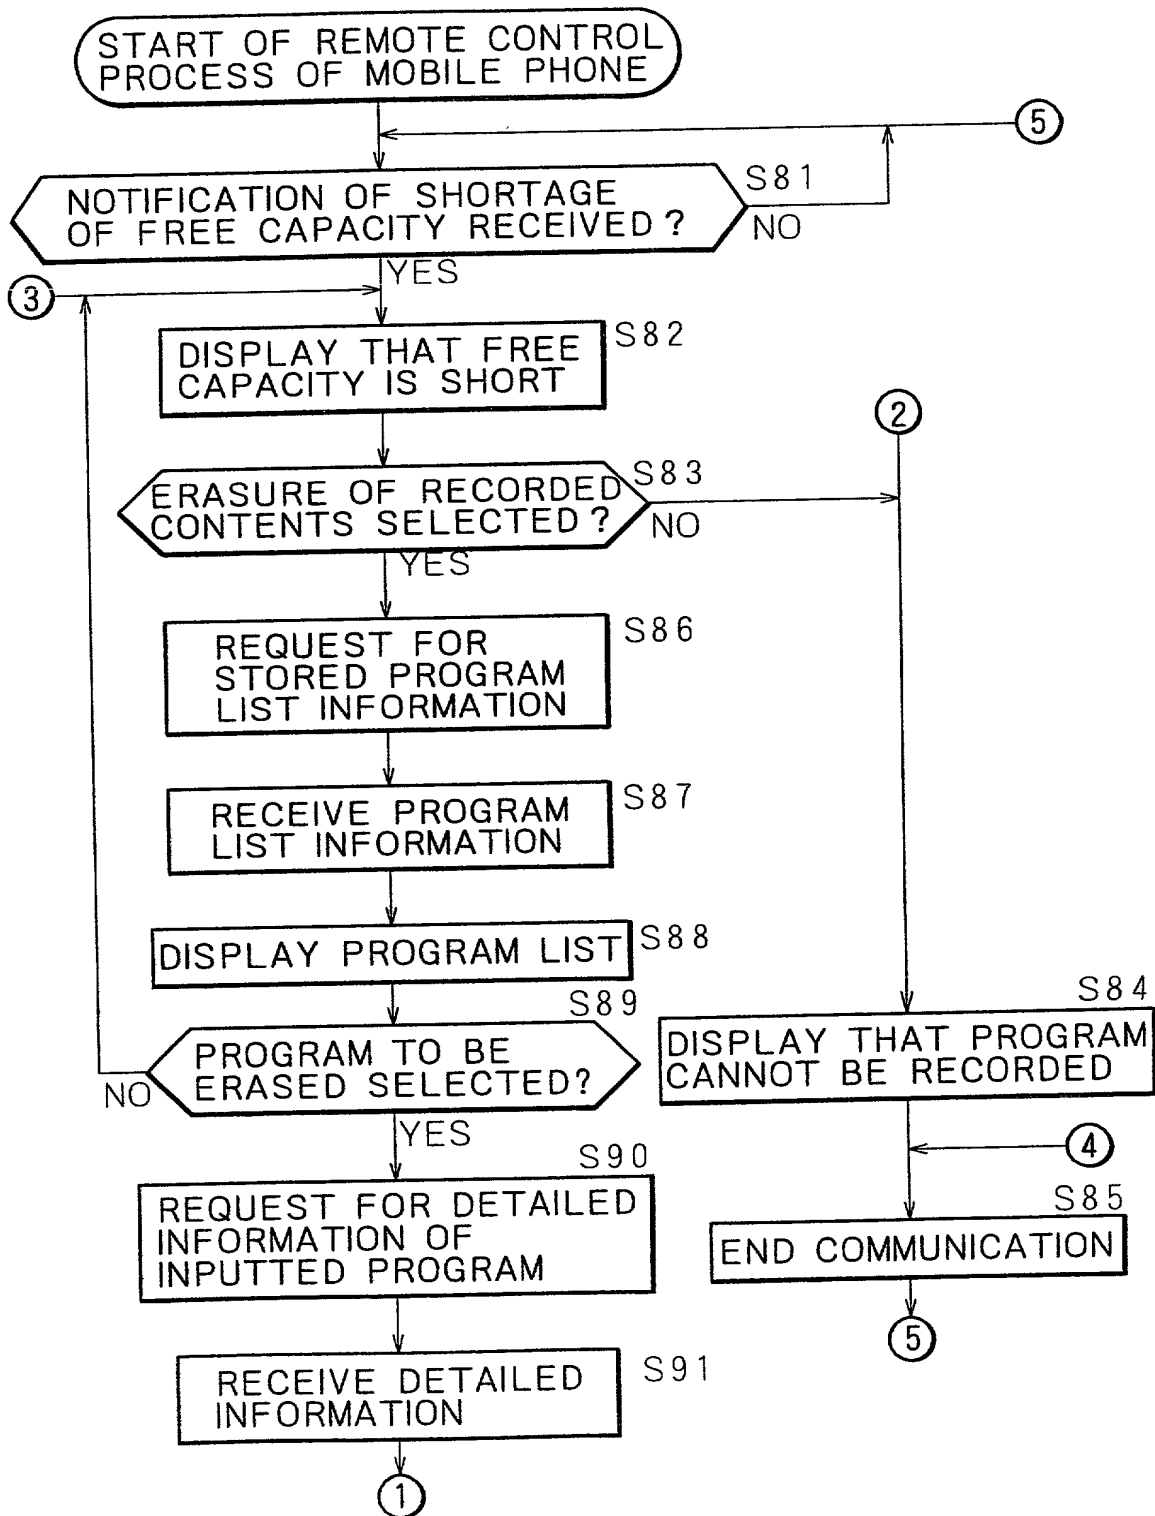 START OF REMOTE CONTROL
PROCESS OF MOBILE PHONE
5
S81
NOTIFICATION OF SHORTAGE
OF FREE CAPACITY RECEIVED?
NO
YES
3
S82
DISPLAY THAT FREE
CAPACITY IS SHORT
2
S83
ERASURE OF RECORDED
CONTENTS SELECTED?
NO
YES
S86
REQUEST FOR
STORED PROGRAM
LIST INFORMATION
S87
RECEIVE PROGRAM
LIST INFORMATION
S88
DISPLAY PROGRAM LIST
S89
PROGRAM TO BE
ERASED SELECTED?
NO
YES
S84
DISPLAY THAT PROGRAM
CANNOT BE RECORDED
4
S90
REQUEST FOR DETAILED
INFORMATION OF
INPUTTED PROGRAM
S85
END COMMUNICATION
5
S91
RECEIVE DETAILED
INFORMATION
1